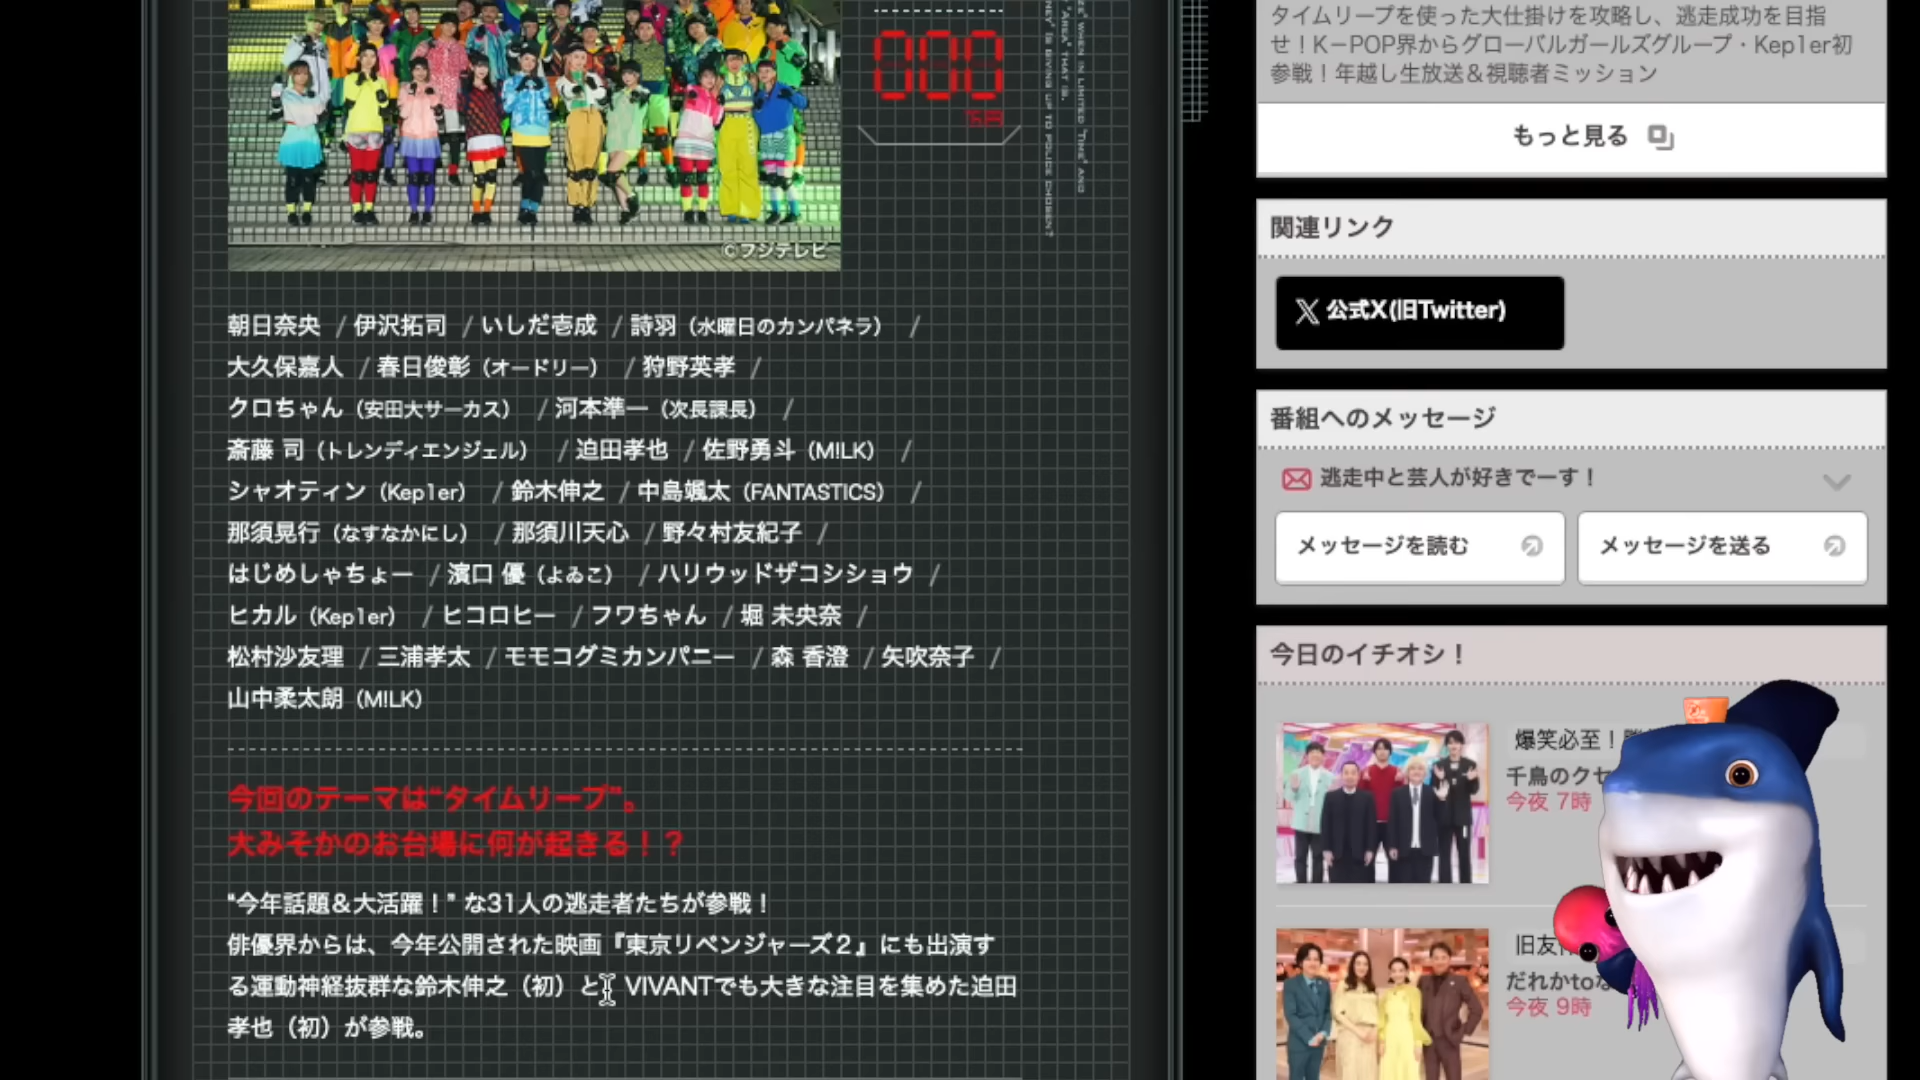 ©フジテレビ
000
万円
朝日奈央 / 伊沢拓司 / いしだ壱成 / 詩羽（水曜日のカンパネラ） /
大久保嘉人 / 春日俊彰（オードリー） / 狩野英孝 /
クロちゃん（安田大サーカス） / 河本準一（次長課長） /
斎藤 司（トレンディエンジェル） / 迫田孝也 / 佐野勇斗（M!LK） /
シャオティン（Kep1er） / 鈴木伸之 / 中島颯太（FANTASTICS） /
那須晃行（なすなかにし） / 那須川天心 / 野々村友紀子 /
はじめしゃちょー / 濱口 優（よゐこ） / ハリウッドザコシショウ /
ヒカル（Kep1er） / ヒコロヒー / フワちゃん / 堀 未央奈 /
松村沙友理 / 三浦孝太 / モモコグミカンパニー / 森 香澄 / 矢吹奈子 /
山中柔太朗（M!LK）
今回のテーマは“タイムリープ”。
大みそかのお台場に何が起きる！？
“今年話題＆大活躍！” な31人の逃走者たちが参戦！
俳優界からは、今年公開された映画『東京リベンジャーズ２』にも出演す
る運動神経抜群な鈴木伸之（初）と、VIVANTでも大きな注目を集めた迫田
孝也（初）が参戦。
タイムリープを使った大仕掛けを攻略し、逃走成功を目指
せ！K－POP界からグローバルガールズグループ・Kep1er初
参戦！年越し生放送＆視聴者ミッション
もっと見る
関連リンク
公式X(旧Twitter)
番組へのメッセージ
逃走中と芸人が好きでーす！
メッセージを読む
メッセージを送る
今日のイチオシ！
爆笑必至！
千鳥のクセ
今夜 7時
旧友
だれかtoな
今夜 9時